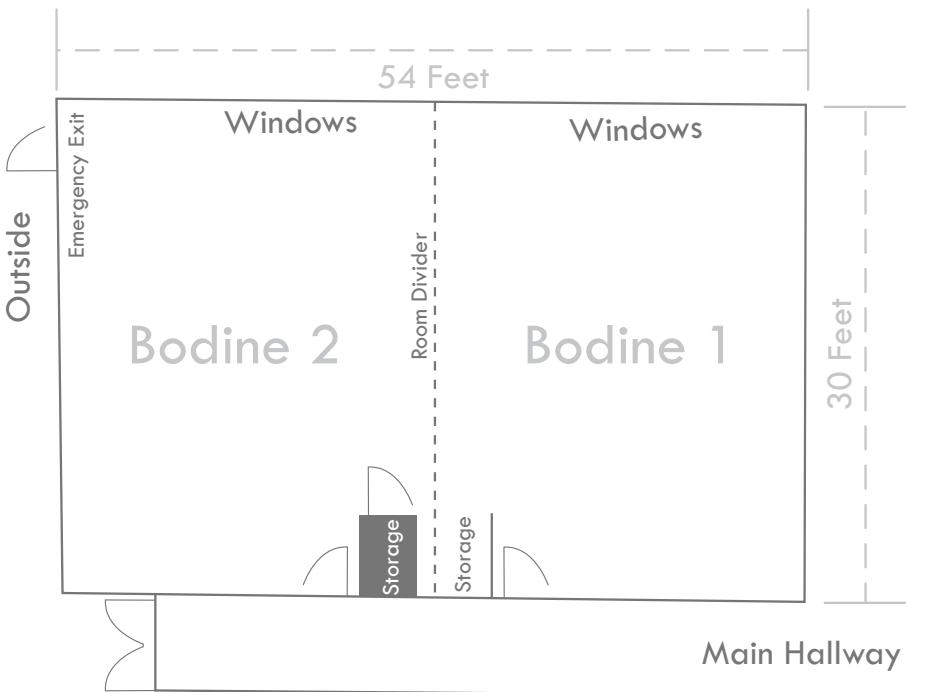 54 Feet
Windows
Windows
Emergency Exit
Outside
Room Divider
Bodine 2
Bodine 1
30 Feet
Storage
Storage
Main Hallway